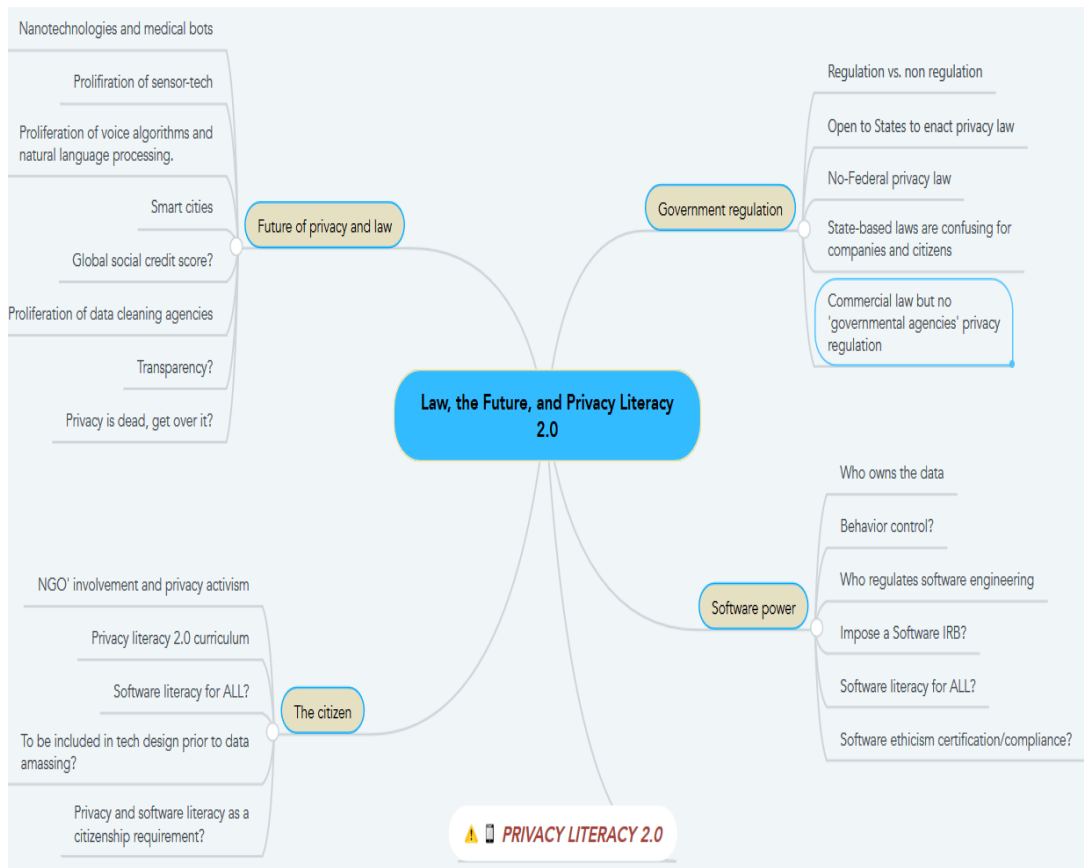 Nanotechnologies and medical bots
Prolifiration of sensor-tech
Proliferation of voice algorithms and
natural language processing.
Smart cities
Global social credit score?
Proliferation of data cleaning agencies
Transparency?
Privacy is dead, get over it?
Future of privacy and law
Government regulation
Regulation vs. non regulation
Open to States to enact privacy law
No-Federal privacy law
State-based laws are confusing for
companies and citizens
Commercial law but no
'governmental agencies' privacy
regulation
Law, the Future, and Privacy Literacy
2.0
NGO' involvement and privacy activism
Privacy literacy 2.0 curriculum
Software literacy for ALL?
To be included in tech design prior to data
amassing?
Privacy and software literacy as a
citizenship requirement?
The citizen
Software power
Who owns the data
Behavior control?
Who regulates software engineering
Impose a Software IRB?
Software literacy for ALL?
Software ethicism certification/compliance?
PRIVACY LITERACY 2.0